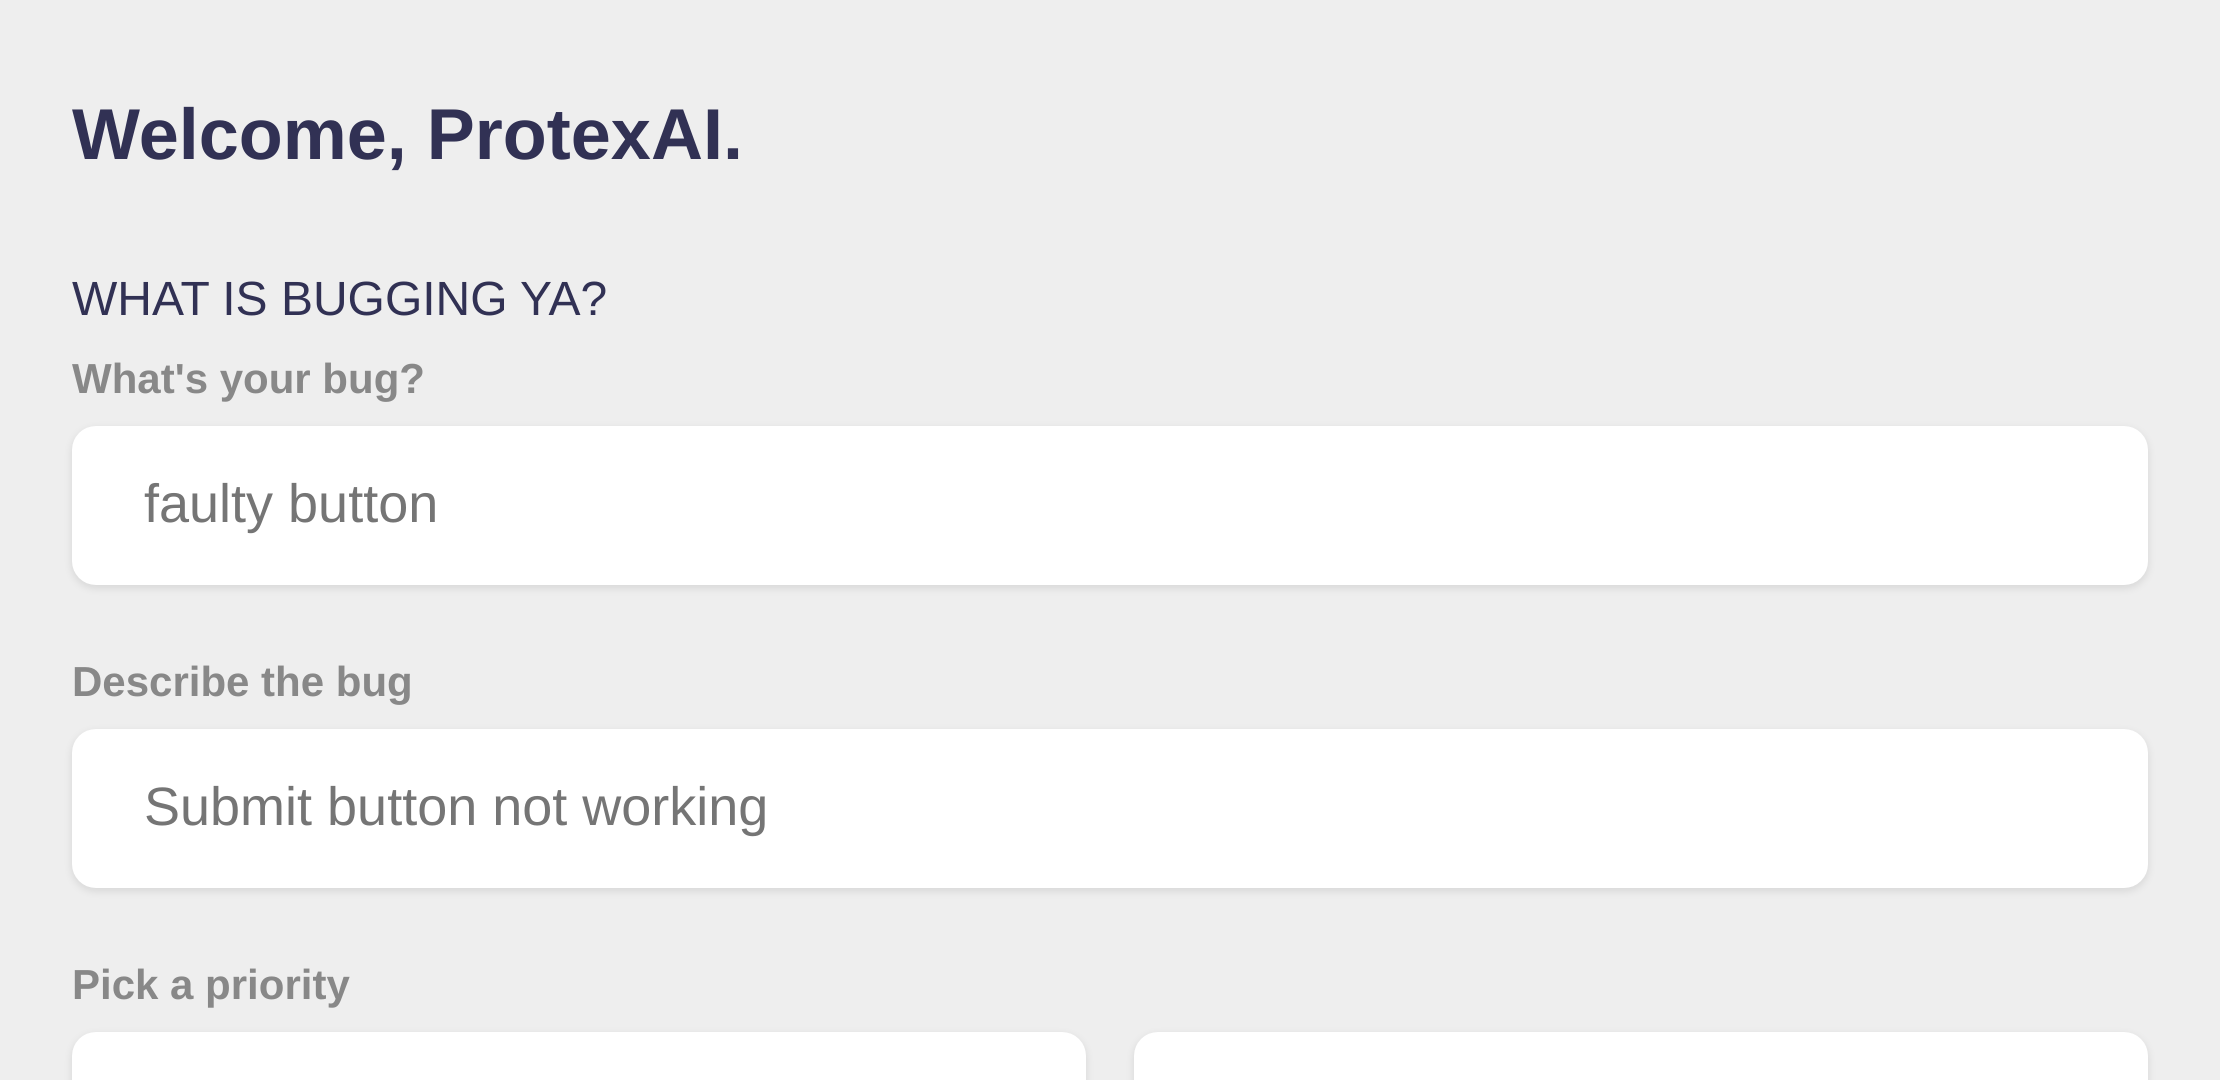 Welcome, ProtexAI.
WHAT IS BUGGING YA?
What's your bug?
faulty button
Describe the bug
Submit button not working
Pick a priority